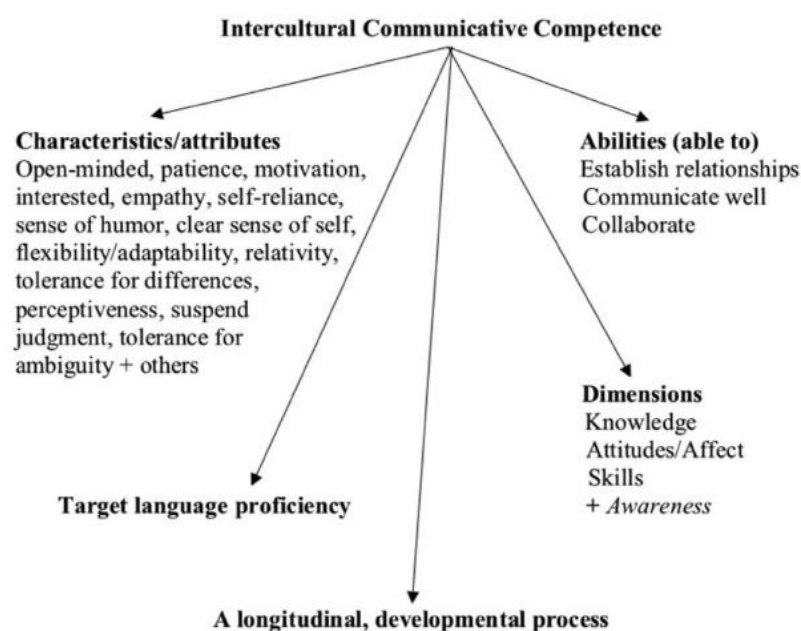 Intercultural Communicative Competence
Characteristics/attributes
Open-minded, patience, motivation,
interested, empathy, self-reliance,
sense of humor, clear sense of self,
flexibility/adaptability, relativity,
tolerance for differences,
perceptiveness, suspend
judgment, tolerance for
ambiguity + others
Abilities (able to)
Establish relationships
Communicate well
Collaborate
Dimensions
Knowledge
Attitudes/Affect
Skills
+ Awareness
Target language proficiency
A longitudinal, developmental process